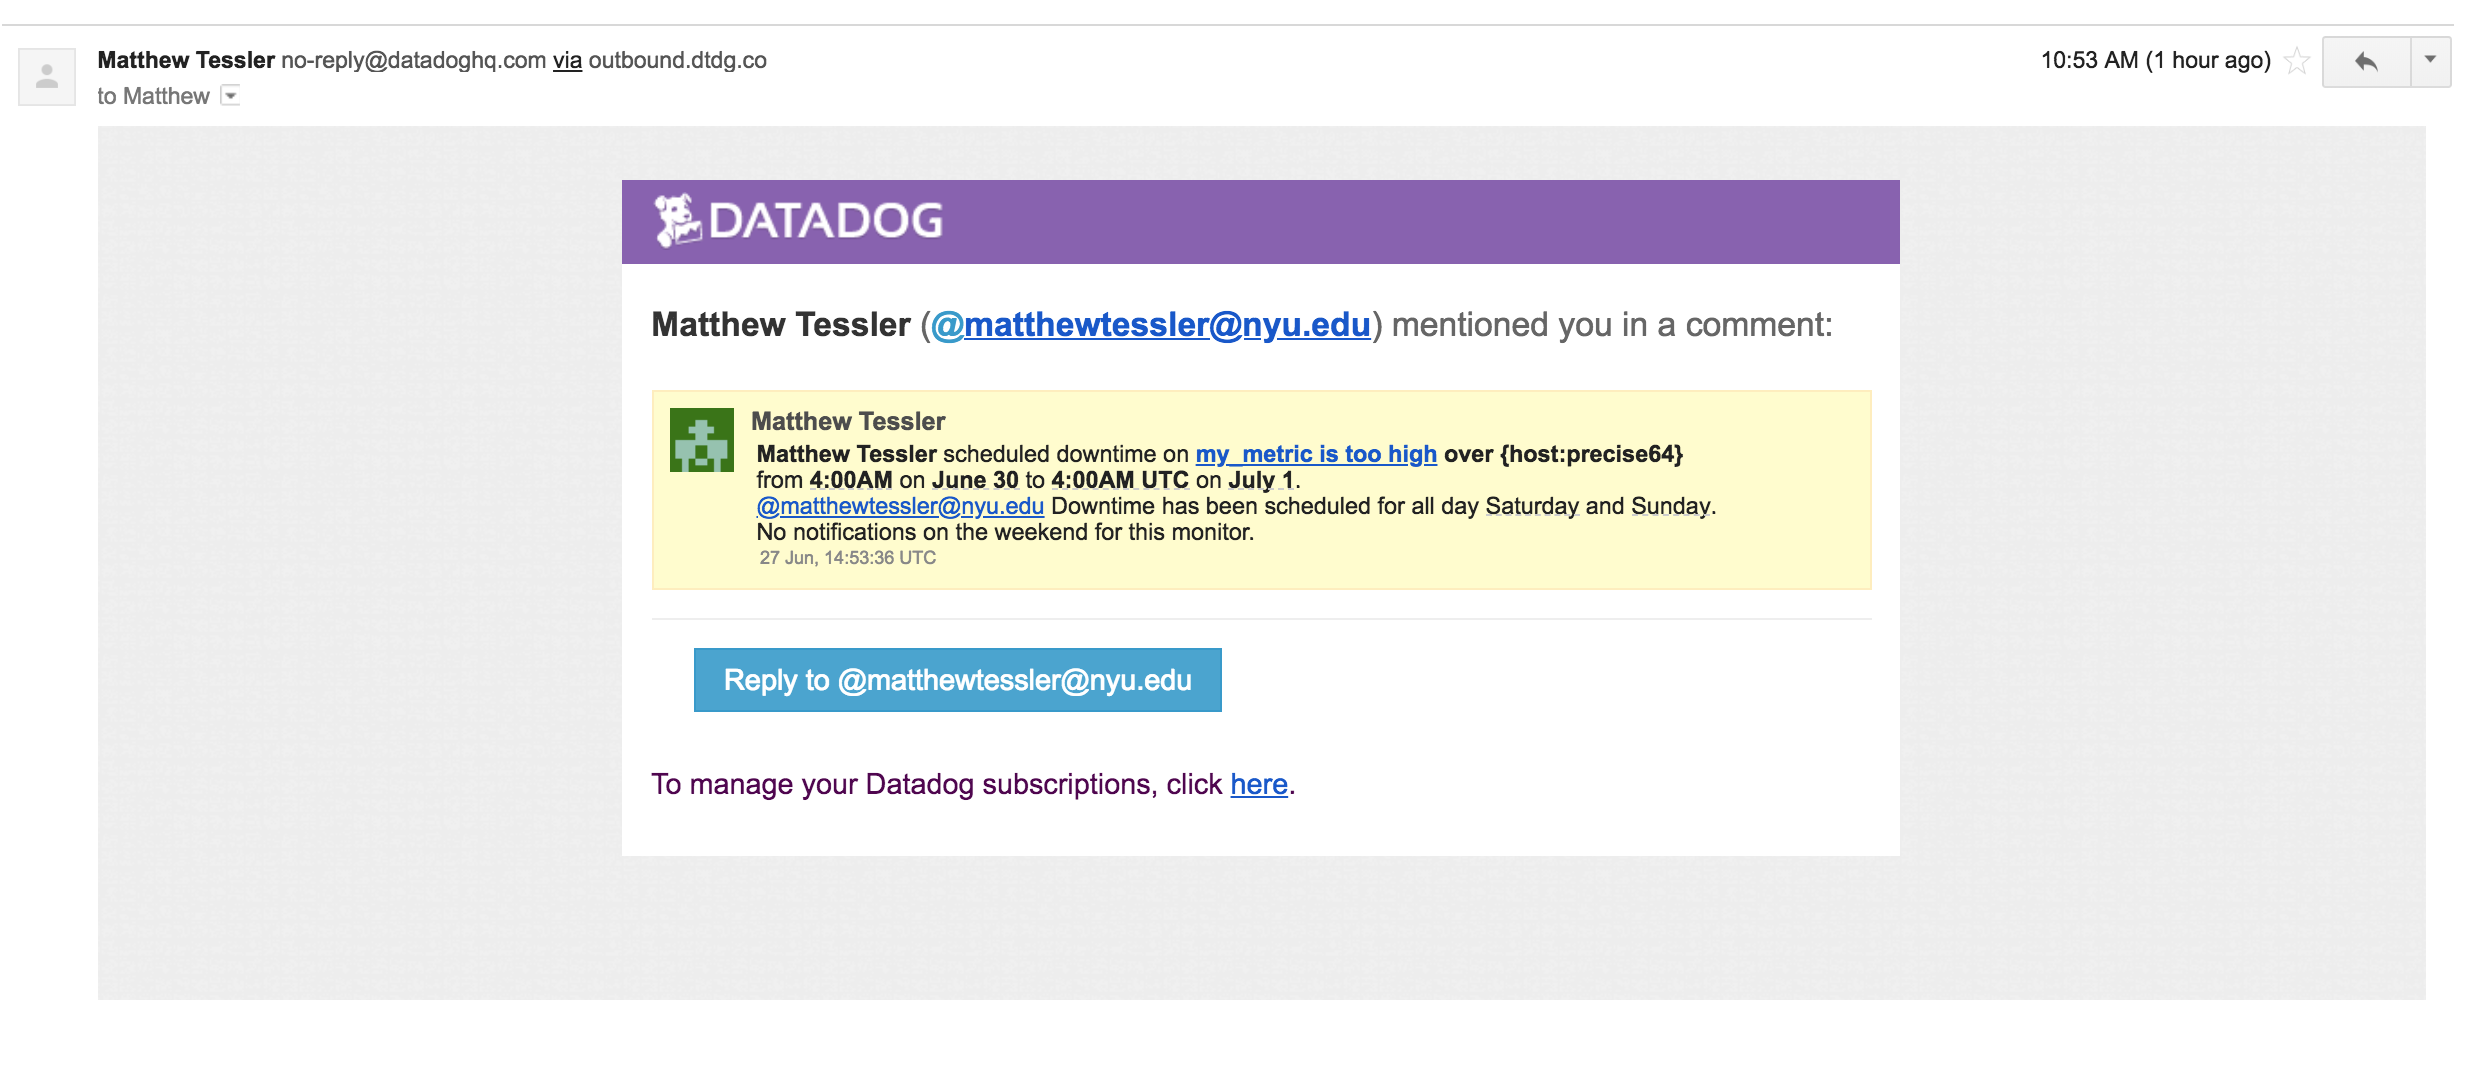 Matthew Tessler no-reply@datadoghq.com via outbound.dtdg.co
10:53 AM (1 hour ago)
to Matthew
DATADOG
Matthew Tessler (@matthewtessler@nyu.edu) mentioned you in a comment:
Matthew Tessler
Matthew Tessler scheduled downtime on my_metric is too high over {host:precise64}
from 4:00AM on June 30 to 4:00AM UTC on July 1.
@matthewtessler@nyu.edu Downtime has been scheduled for all day Saturday and Sunday.
No notifications on the weekend for this monitor.
27 Jun, 14:53:36 UTC
Reply to @matthewtessler@nyu.edu
To manage your Datadog subscriptions, click here.